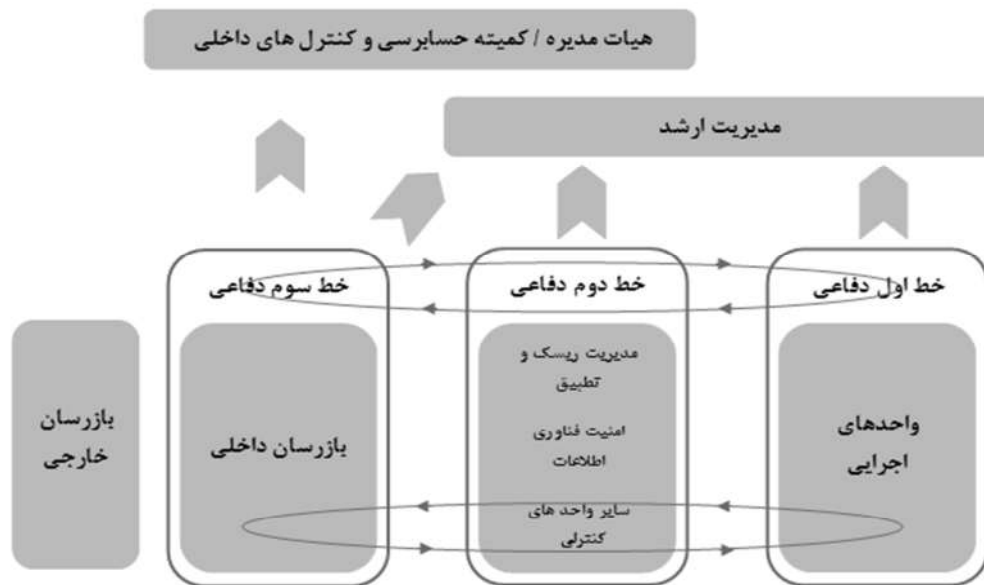 هیات مدیره / کمیته حسابرسی و کنترل های داخلی
مدیریت ارشد
خط اول دفاعی
خط دوم دفاعی
خط سوم دفاعی
واحدهای
اجرایی
مدیریت ریسک و
تطبیق
امنیت فناوری
اطلاعات
سایر واحد های
کنترلی
بازرسان داخلی
بازرسان
خارجی